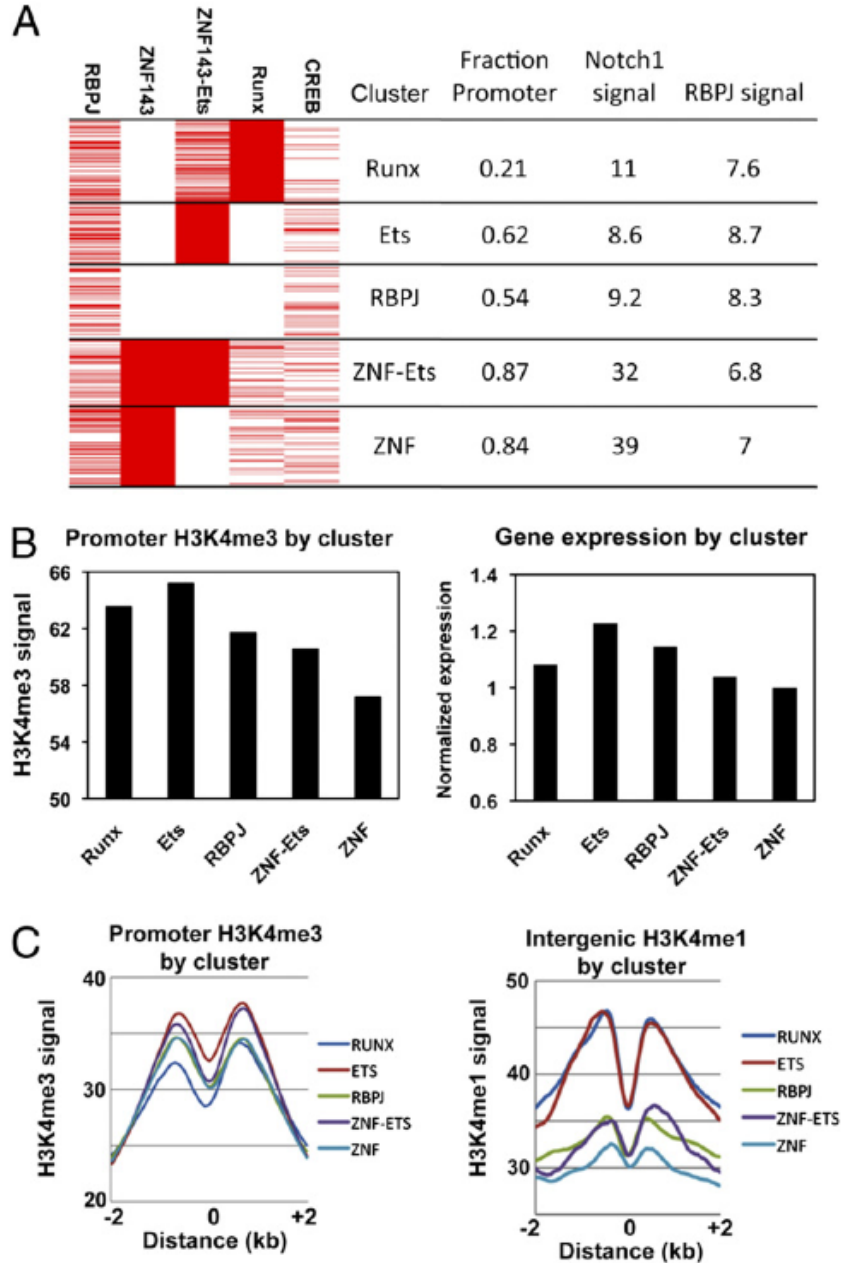 A
RBPJ
ZNF143
ZNF143-Ets
Runx
CREB
Cluster
Fraction Promoter
Notch1 signal
RBPJ signal
Runx 0.21 11 7.6
Ets 0.62 8.6 8.7
RBPJ 0.54 9.2 8.3
ZNF-Ets 0.87 32 6.8
ZNF 0.84 39 7
B
Promoter H3K4me3 by cluster
H3K4me3 signal
66
62
58
54
50
Runx
Ets
RBPJ
ZNF-Ets
ZNF
Gene expression by cluster
Normalized expression
1.4
1.2
1
0.8
0.6
Runx
Ets
RBPJ
ZNF-Ets
ZNF
C
Promoter H3K4me3
by cluster
H3K4me3 signal
40
30
20
-2
0
+2
Distance (kb)
RUNX
ETS
RBPJ
ZNF-ETS
ZNF
Intergenic H3K4me1
by cluster
H3K4me1 signal
50
40
30
-2
0
+2
Distance (kb)
RUNX
ETS
RBPJ
ZNF-ETS
ZNF